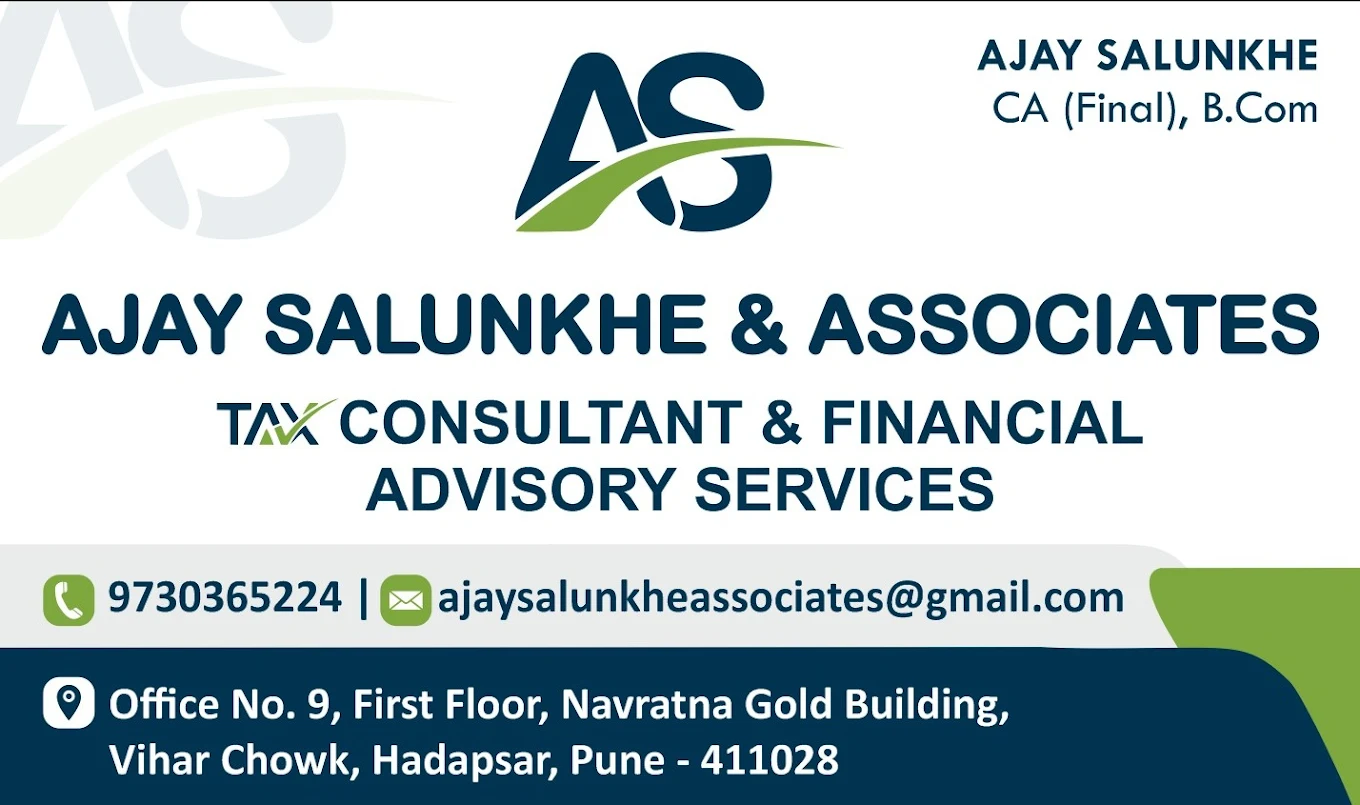 AS
AS
AJAY SALUNKHE
CA (Final), B.Com
AJAY SALUNKHE & ASSOCIATES
TAX CONSULTANT & FINANCIAL
ADVISORY SERVICES
9730365224 | ajaysalunkheassociates@gmail.com
Office No. 9, First Floor, Navratna Gold Building,
Vihar Chowk, Hadapsar, Pune - 411028